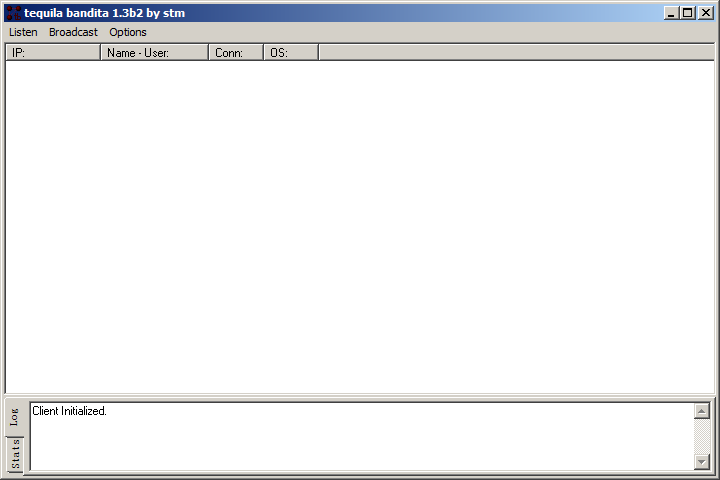 tequila bandita 1.3b2 by stm
Listen Broadcast Options
IP: Name - User: Conn: OS:
Log
Client Initialized.
Stats